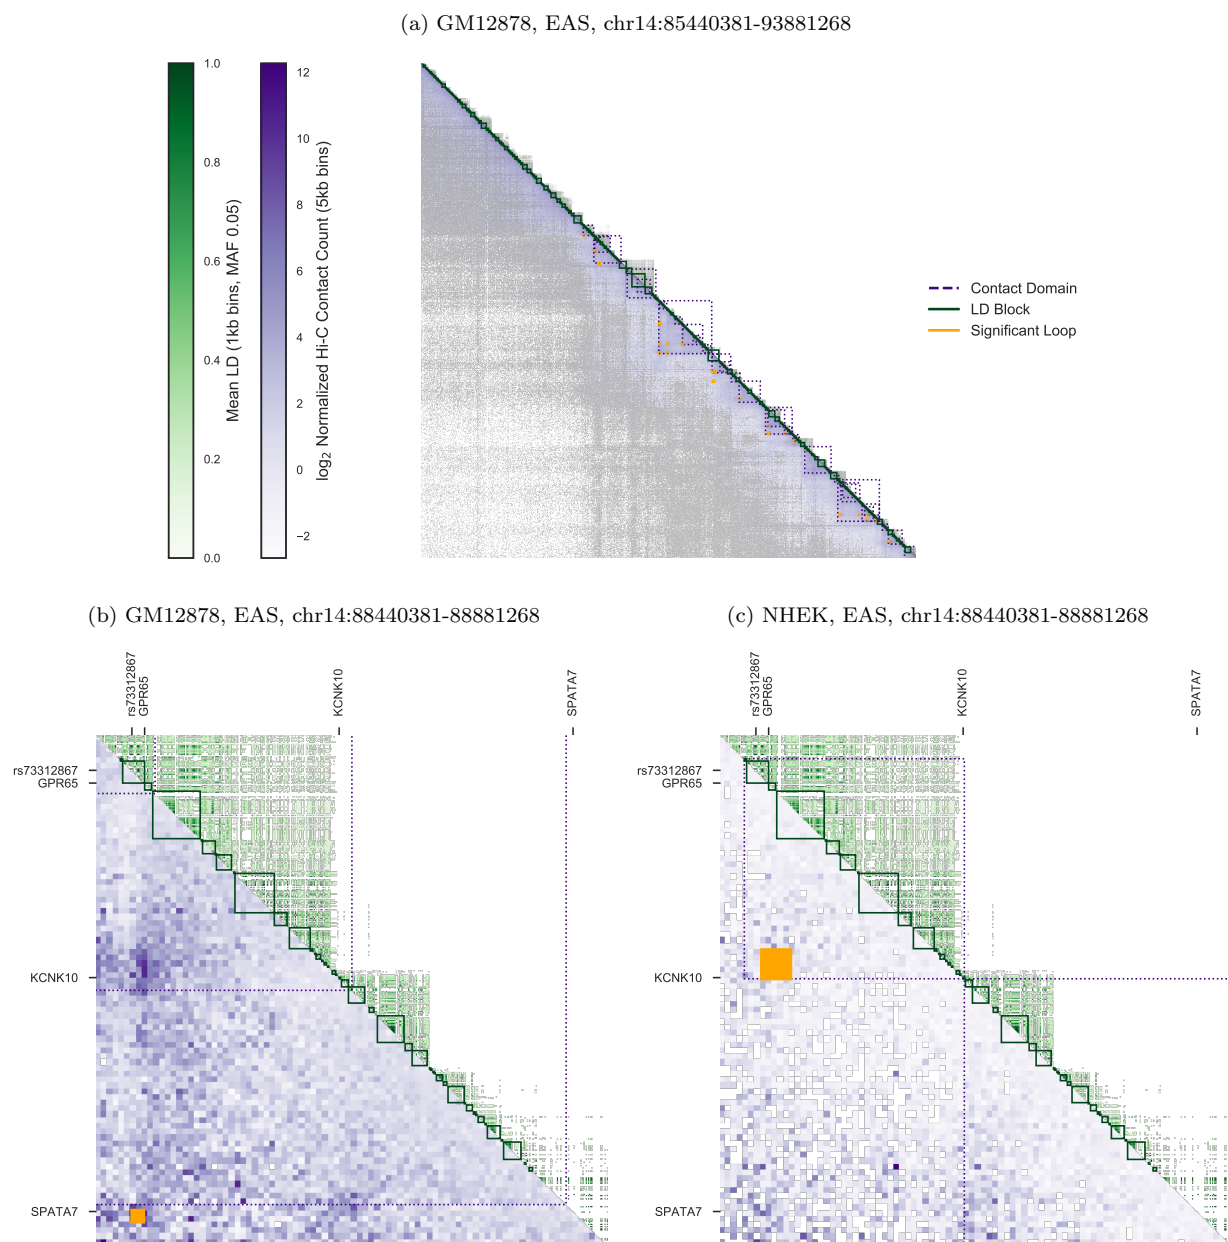 (a) GM12878, EAS, chr14:85440381-93881268
1.0
0.8
0.6
0.4
0.2
0.0
Mean LD (1kb bins, MAF 0.05)
12
10
8
6
4
2
0
−2
log2 Normalized Hi-C Contact Count (5kb bins)
Contact Domain
LD Block
Significant Loop
(b) GM12878, EAS, chr14:88440381-88881268
rs73312867
GPR65
KCNK10
SPATA7
rs73312867
GPR65
KCNK10
SPATA7
(c) NHEK, EAS, chr14:88440381-88881268
rs73312867
GPR65
KCNK10
SPATA7
rs73312867
GPR65
KCNK10
SPATA7